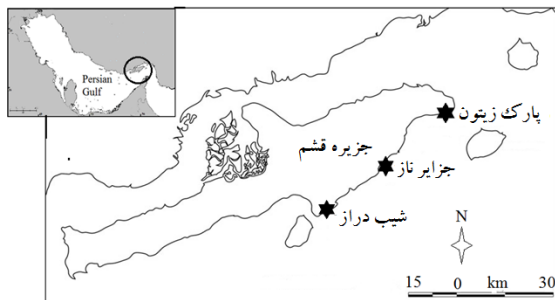 Persian
Gulf
پارک زیتون
جزیره قشم
جزایر ناز
شیب دراز
N
15 0 km 30